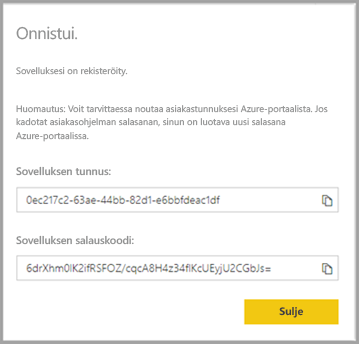 Onnistui.
Sovelluksesi on rekisteröity.
Huomautus: Voit tarvittaessa noutaa asiakastunnuksesi Azure-portaalista. Jos
kadotat asiakasohjelman salasanan, sinun on luotava uusi salasana
Azure-portaalissa.
Sovelluksen tunnus:
0ec217c2-63ae-44bb-82d1-e6bbfdeac1df
Sovelluksen salauskoodi:
6drXhm0lK2ifRSFOZ/cqcA8H4z34flKcUEyjU2CGbJs=
Sulje